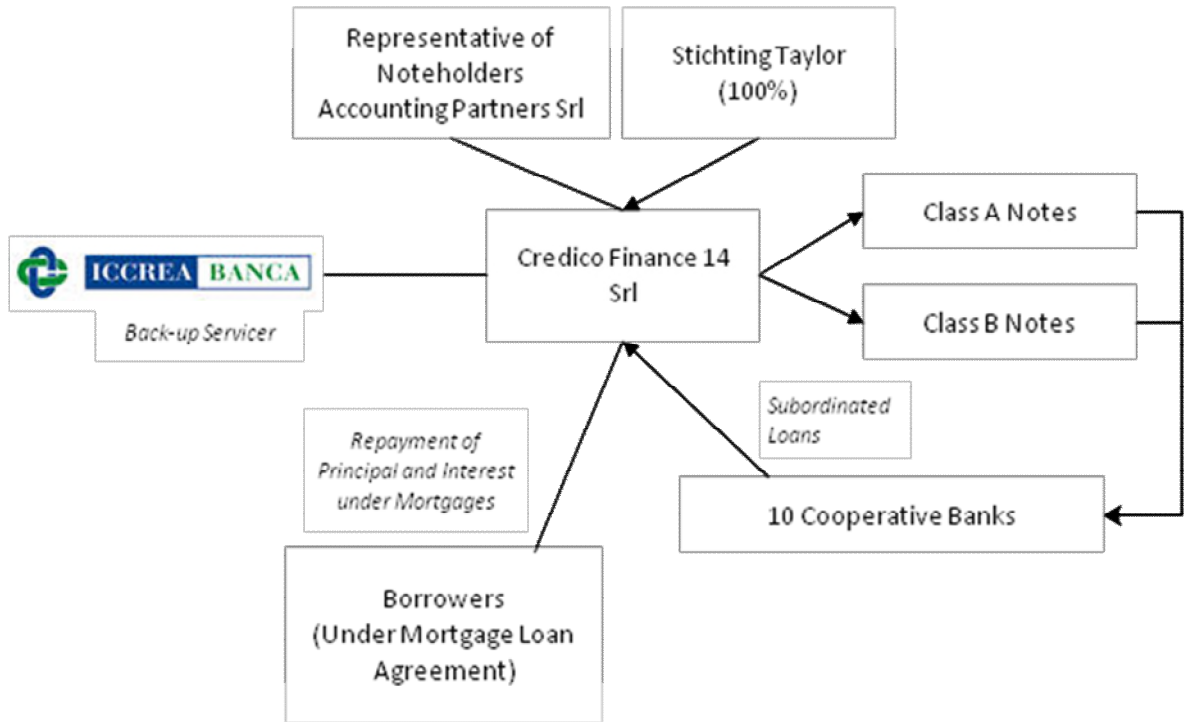 Representative of
Noteholders
Accounting Partners Srl
Stichting Taylor
(100%)
Class A Notes
Credico Finance 14
Srl
ICCREA BANCA
Back-up Servicer
Class B Notes
Subordinated
Loans
Repayment of
Principal and Interest
under Mortgages
10 Cooperative Banks
Borrowers
(Under Mortgage Loan
Agreement)